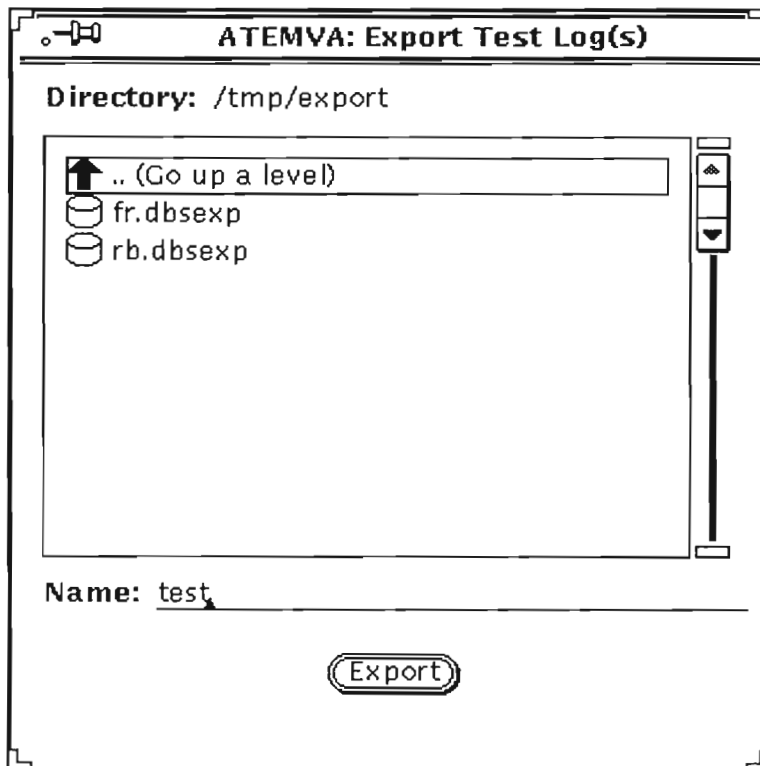 ATEMVA: Export Test Log(s)
Directory: /tmp/export
.. (Go up a level)
fr.dbsexp
rb.dbsexp
Name: test
Export